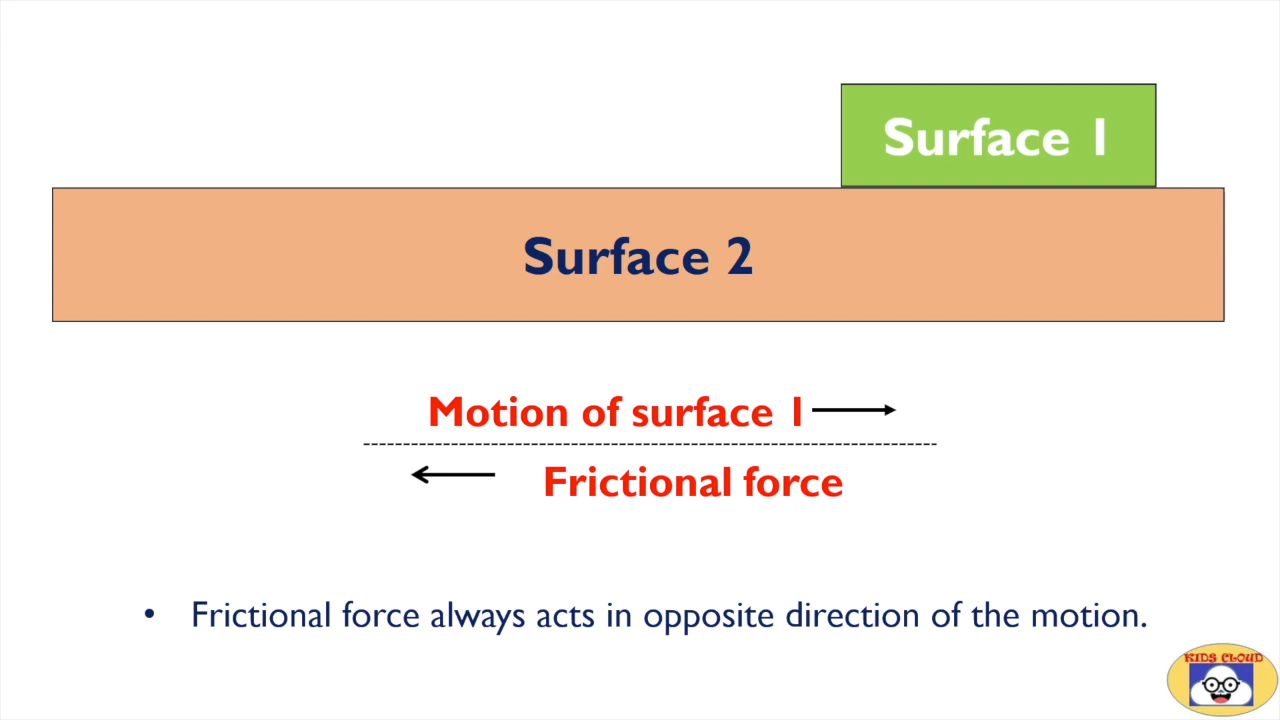 Surface 1
Surface 2
Motion of surface 1
Frictional force
• Frictional force always acts in opposite direction of the motion.
KIDS CLOUD